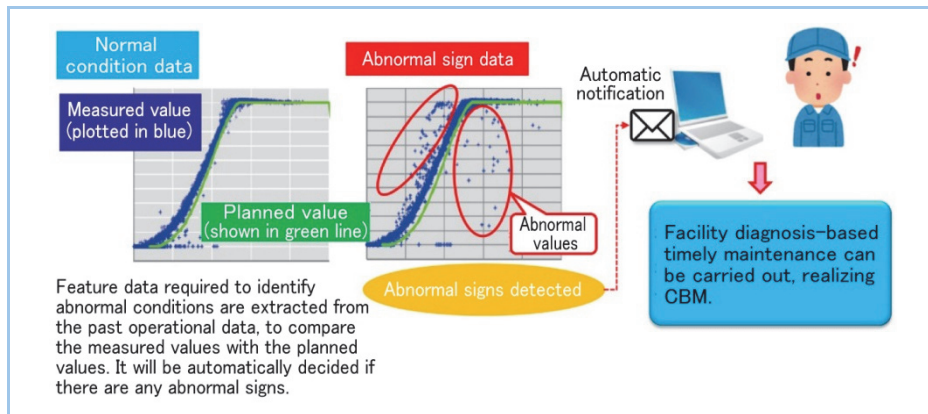 Normal
condition data
Measured value
(plotted in blue)
Planned value
(shown in green line)
Abnormal sign data
Abnormal
values
Abnormal signs detected
Automatic
notification
!
Facility diagnosis-based
timely maintenance can
be carried out, realizing
CBM.
Feature data required to identify
abnormal conditions are extracted from
the past operational data, to compare
the measured values with the planned
values. It will be automatically decided if
there are any abnormal signs.